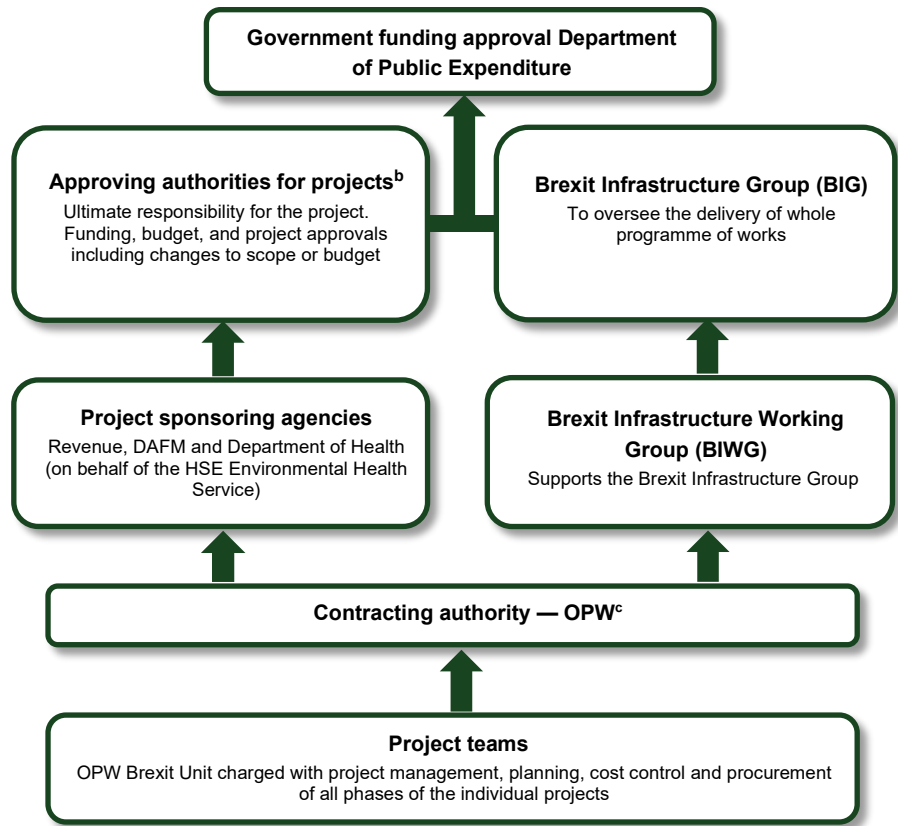 Government funding approval Department
of Public Expenditure
Approving authorities for projectsᵇ
Ultimate responsibility for the project.
Funding, budget, and project approvals
including changes to scope or budget
Brexit Infrastructure Group (BIG)
To oversee the delivery of whole
programme of works
Project sponsoring agencies
Revenue, DAFM and Department of Health
(on behalf of the HSE Environmental Health
Service)
Brexit Infrastructure Working
Group (BIWG)
Supports the Brexit Infrastructure Group
Contracting authority — OPWᶜ
Project teams
OPW Brexit Unit charged with project management, planning, cost control and procurement
of all phases of the individual projects